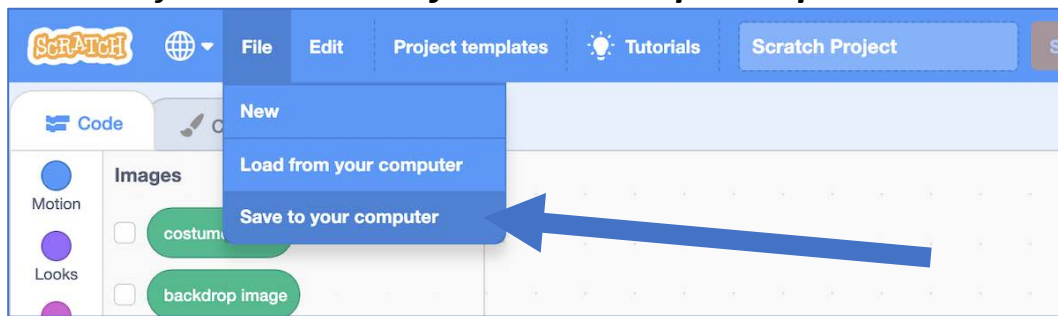 SCRATCH File Edit Project templates Tutorials Scratch Project
Code
New
Images
Load from your computer
Motion
Save to your computer
Looks
backdrop image